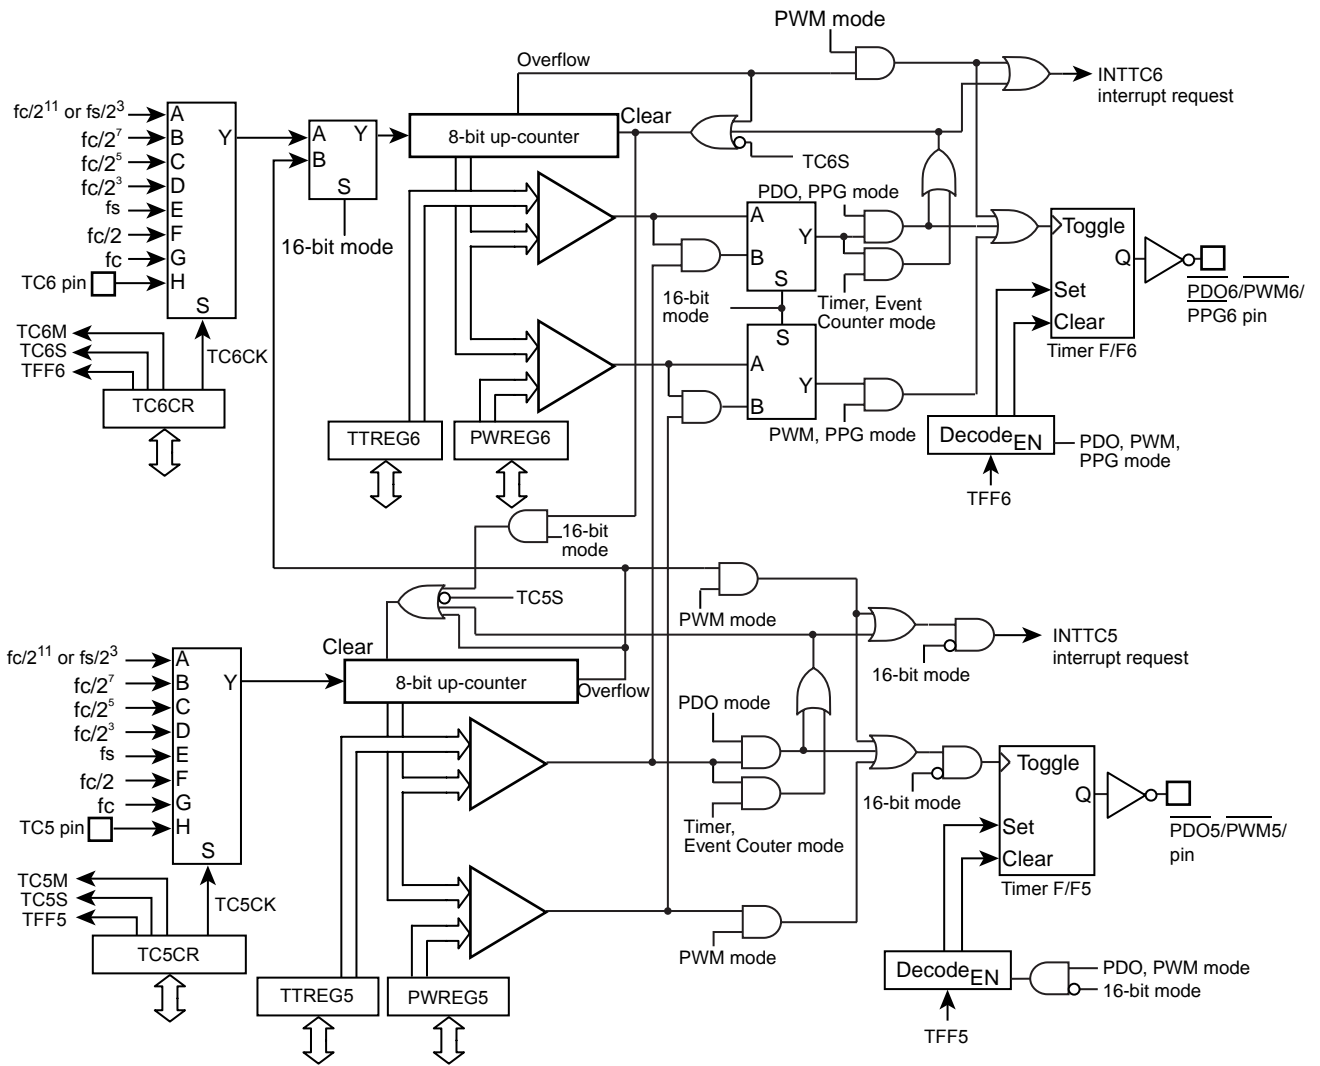 PWM mode
Overflow
INTTC6
interrupt request
fc/2¹¹ or fs/2³
fc/2⁷
fc/2⁵
fc/2³
fs
fc/2
fc
TC6 pin
A
B
C
D
E
F
G
H
Y
S
A
B
Y
S
16-bit mode
8-bit up-counter
Clear
TC6S
PDO, PPG mode
A
B
Y
S
16-bit
mode
Timer, Event
Counter mode
S
A
B
Y
PWM, PPG mode
Toggle
Q
Set
Clear
Timer F/F6
PDO6/PWM6/
PPG6 pin
TC6M
TC6S
TFF6
TC6CK
TC6CR
TTREG6
PWREG6
Decode
EN
PDO, PWM,
PPG mode
TFF6
16-bit
mode
TC5S
PWM mode
INTTC5
interrupt request
16-bit mode
Clear
8-bit up-counter
Overflow
fc/2¹¹ or fs/2³
fc/2⁷
fc/2⁵
fc/2³
fs
fc/2
fc
TC5 pin
A
B
C
D
E
F
G
H
Y
S
PDO mode
Timer,
Event Couter mode
16-bit mode
Toggle
Q
Set
Clear
Timer F/F5
PDO5/PWM5/
pin
TC5M
TC5S
TFF5
TC5CK
TC5CR
TTREG5
PWREG5
PWM mode
Decode
EN
PDO, PWM mode
16-bit mode
TFF5